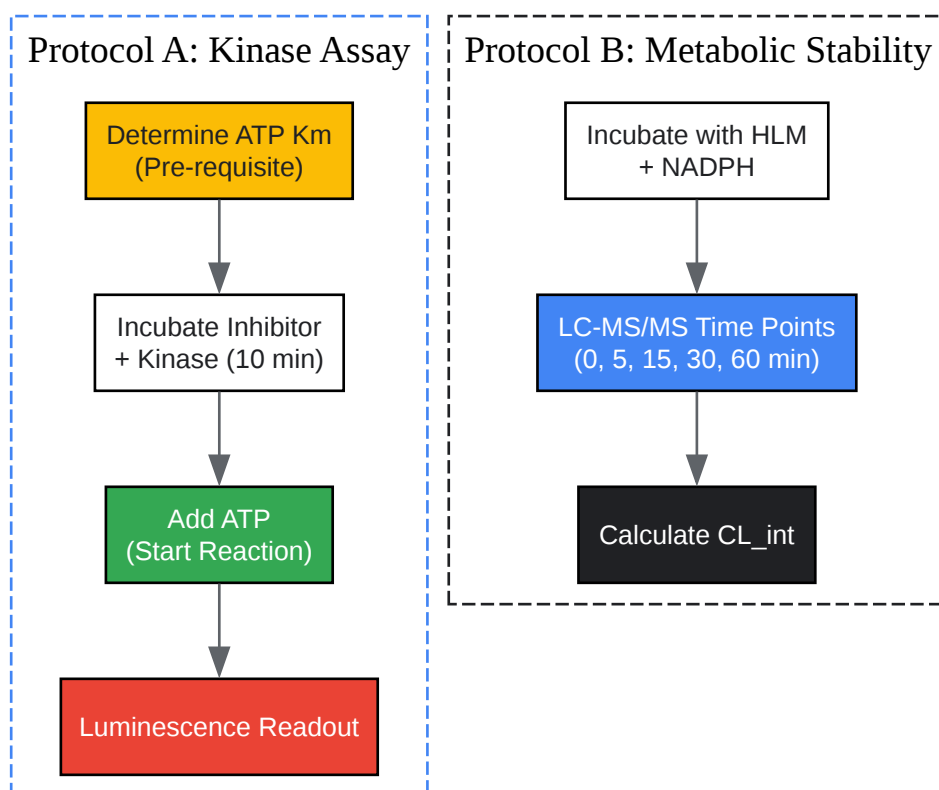 Protocol A: Kinase Assay
Determine ATP Km
(Pre-requisite)
Incubate Inhibitor
+ Kinase (10 min)
Add ATP
(Start Reaction)
Luminescence Readout
Protocol B: Metabolic Stability
Incubate with HLM
+ NADPH
LC-MS/MS Time Points
(0, 5, 15, 30, 60 min)
Calculate CL_int